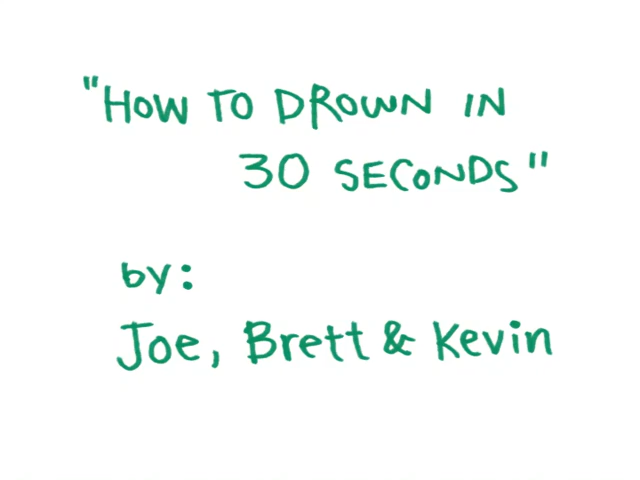 "HOW TO DROWN IN
30 SECONDS"
by:
Joe, Brett & Kevin